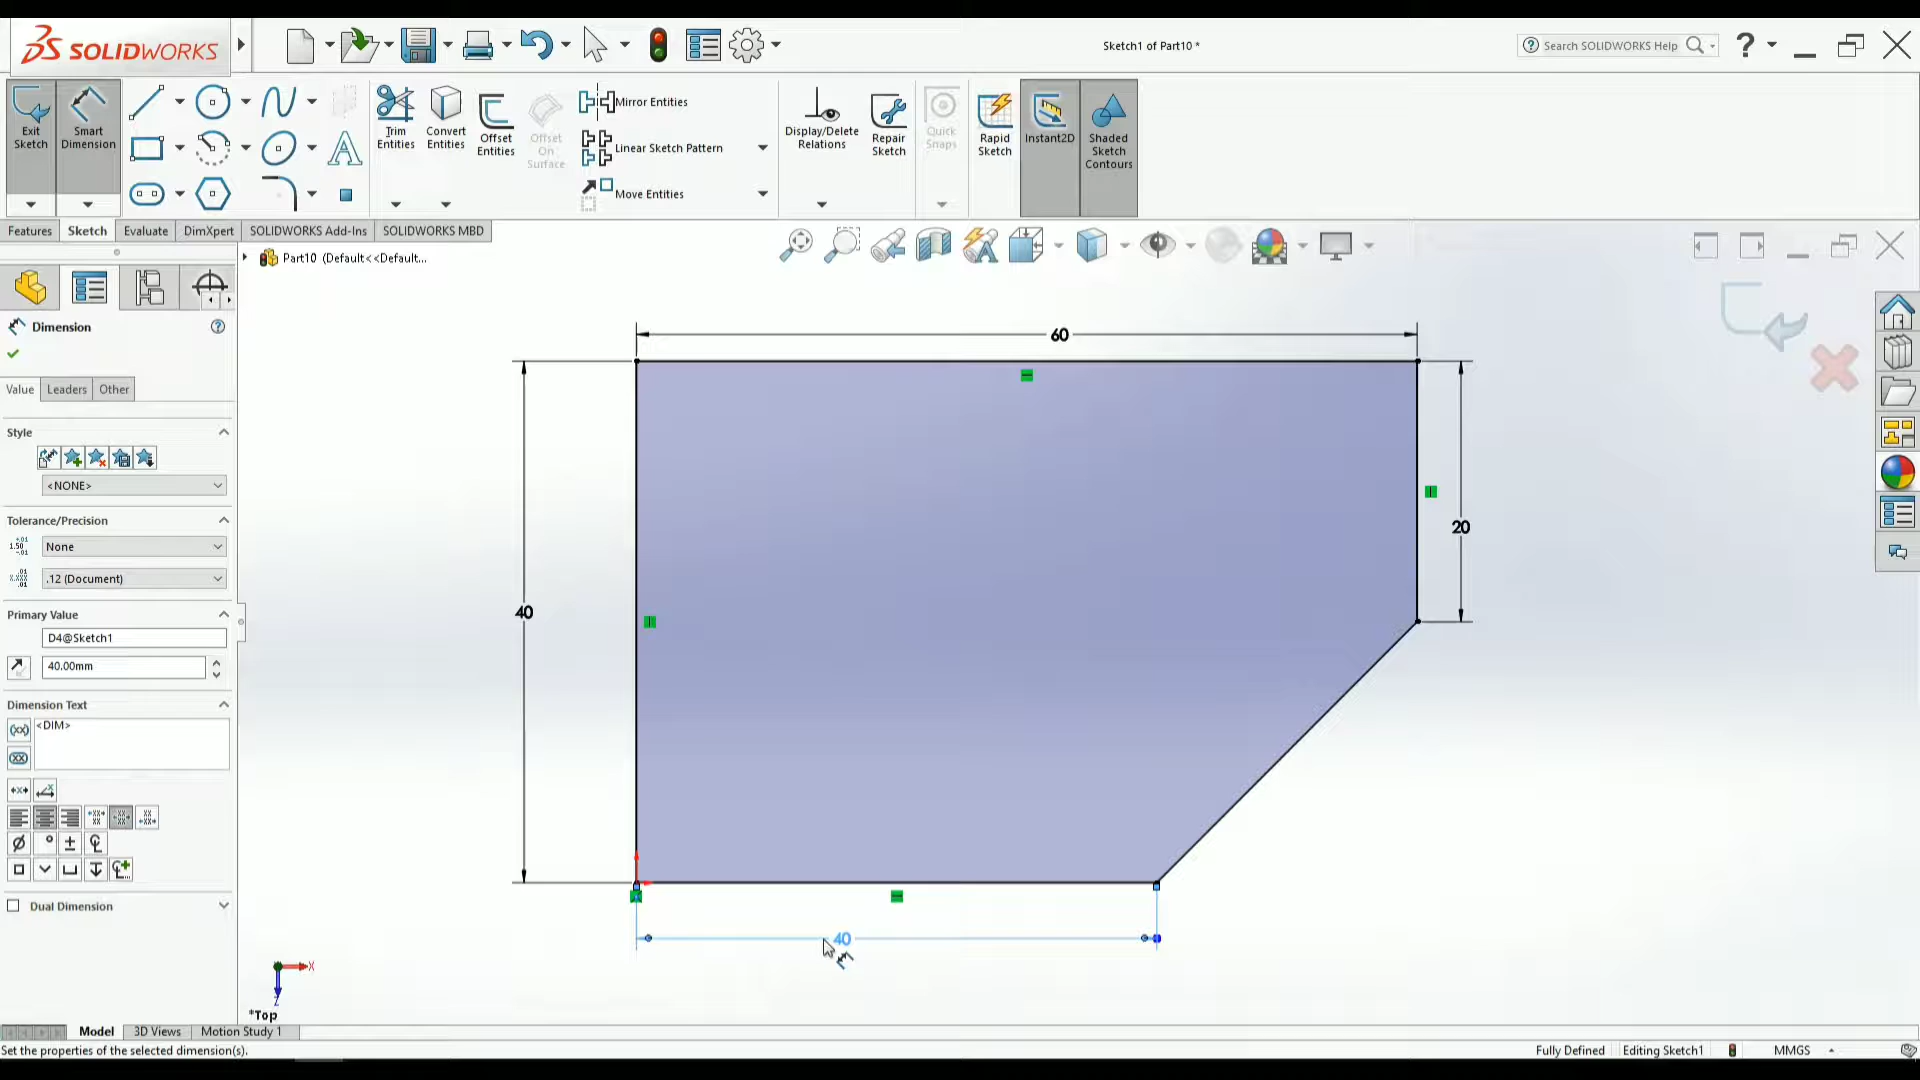 SOLIDWORKS
Sketch1 of Part10 *
Search SOLIDWORKS Help
Exit Sketch
Smart Dimension
Trim Entities
Convert Entities
Offset Entities
Offset On Surface
Mirror Entities
Linear Sketch Pattern
Move Entities
Display/Delete Relations
Repair Sketch
Quick Snaps
Rapid Sketch
Instant2D
Shaded Sketch Contours
Features
Sketch
Evaluate
DimXpert
SOLIDWORKS Add-Ins
SOLIDWORKS MBD
Part10 (Default<<Default...
Dimension
Value
Leaders
Other
Style
<NONE>
Tolerance/Precision
None
.12 (Document)
Primary Value
D4@Sketch1
40.00mm
Dimension Text
<DIM>
Dual Dimension
60
40
20
40
X
Z
*Top
Model
3D Views
Motion Study 1
Set the properties of the selected dimension(s).
Fully Defined
Editing Sketch1
MMGS